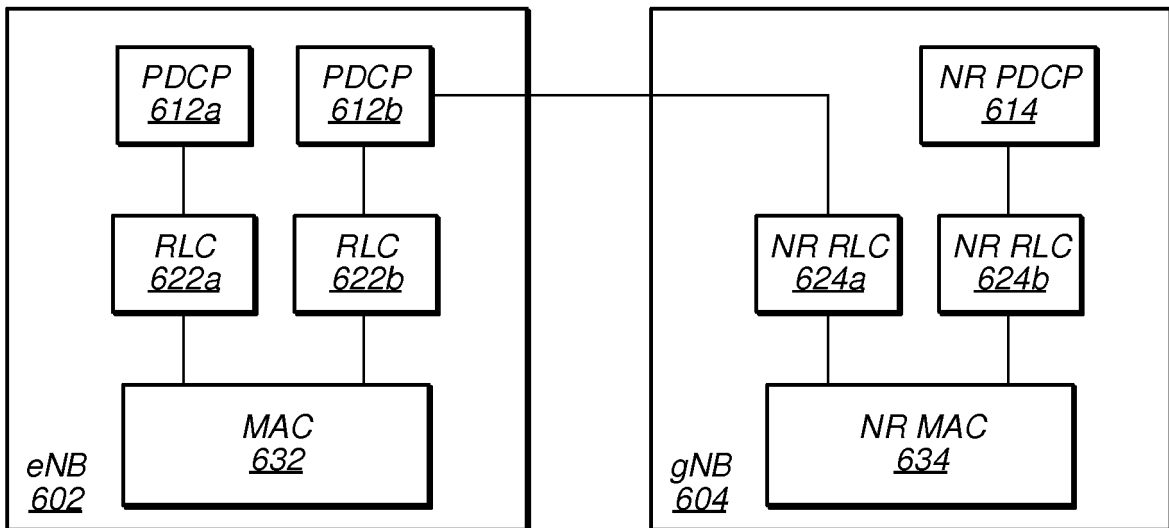 PDCP
612a
PDCP
612b
NR PDCP
614
RLC
622a
RLC
622b
NR RLC
624a
NR RLC
624b
MAC
632
NR MAC
634
eNB
602
gNB
604